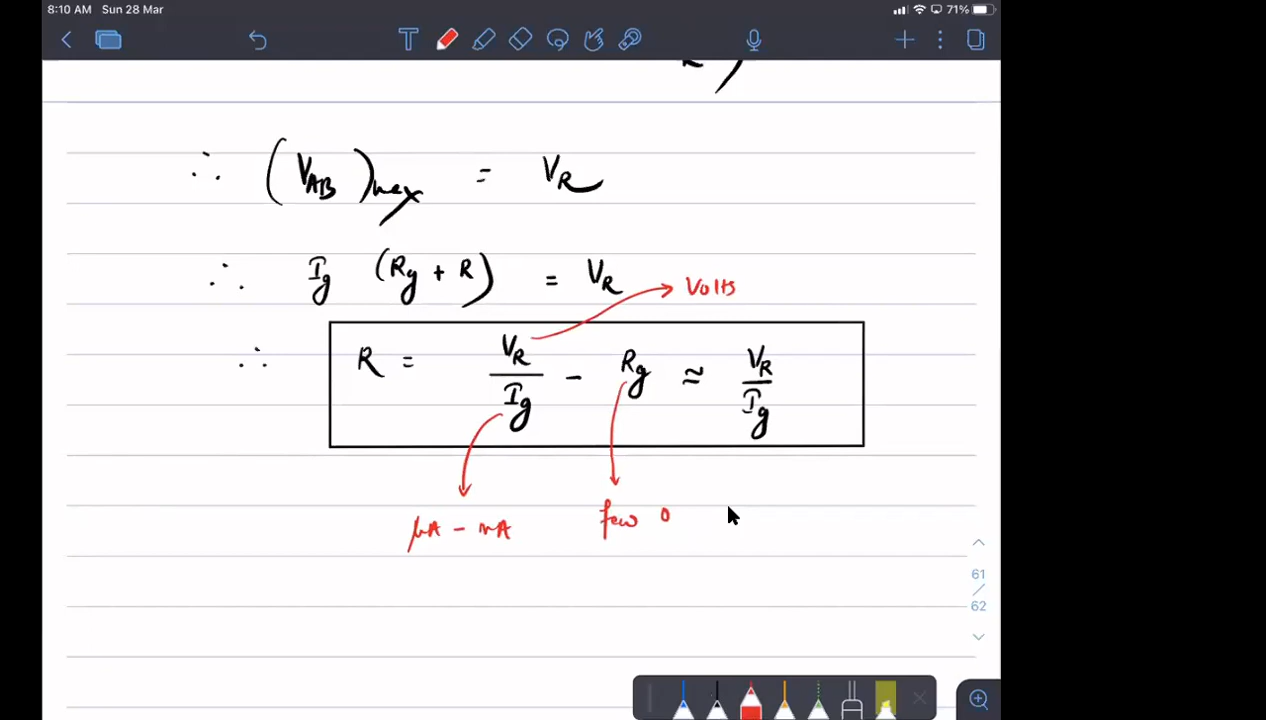 8:10 AM Sun 28 Mar
71%
T
∴ (V_AB)max = V_R
∴ I_g (R_g + R) = V_R
Volts
∴ R = V_R / I_g - R_g ≈ V_R / I_g
μA - mA few o
61
/
62